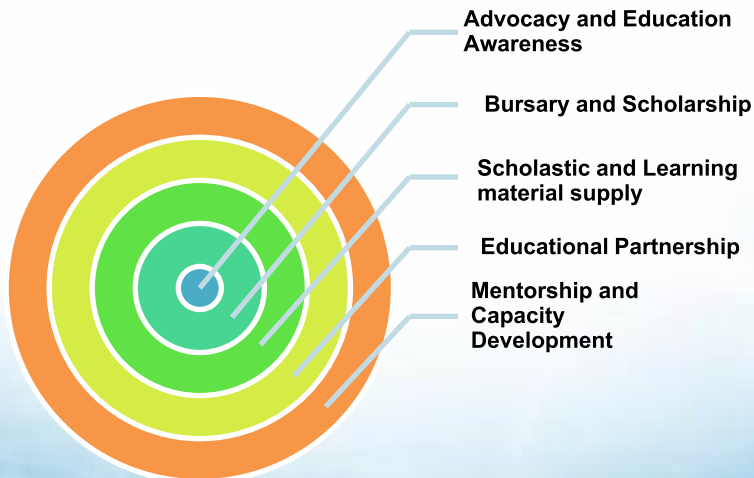 Advocacy and Education
Awareness
Bursary and Scholarship
Scholastic and Learning
material supply
Educational Partnership
Mentorship and
Capacity
Development